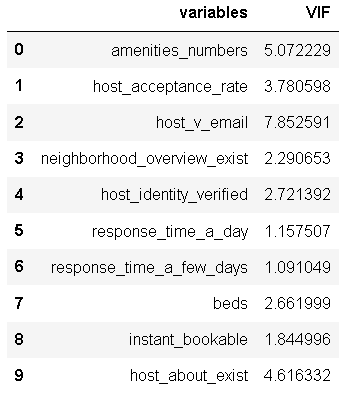 variables VIF
0 amenities_numbers 5.072229
1 host_acceptance_rate 3.780598
2 host_v_email 7.852591
3 neighborhood_overview_exist 2.290653
4 host_identity_verified 2.721392
5 response_time_a_day 1.157507
6 response_time_a_few_days 1.091049
7 beds 2.661999
8 instant_bookable 1.844996
9 host_about_exist 4.616332